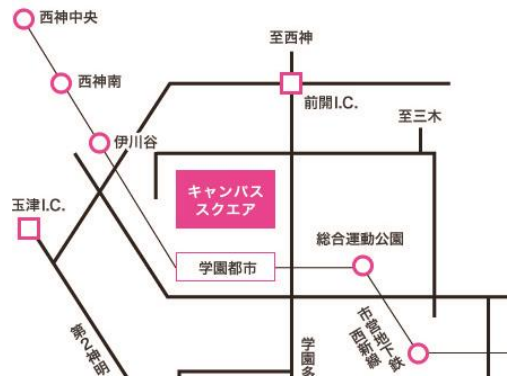 西神中央
至西神
西神南
前開I.C.
至三木
伊川谷
キャンパス
スクエア
玉津I.C.
総合運動公園
学園都市
市営地下鉄
西新線
第2神明
学園多